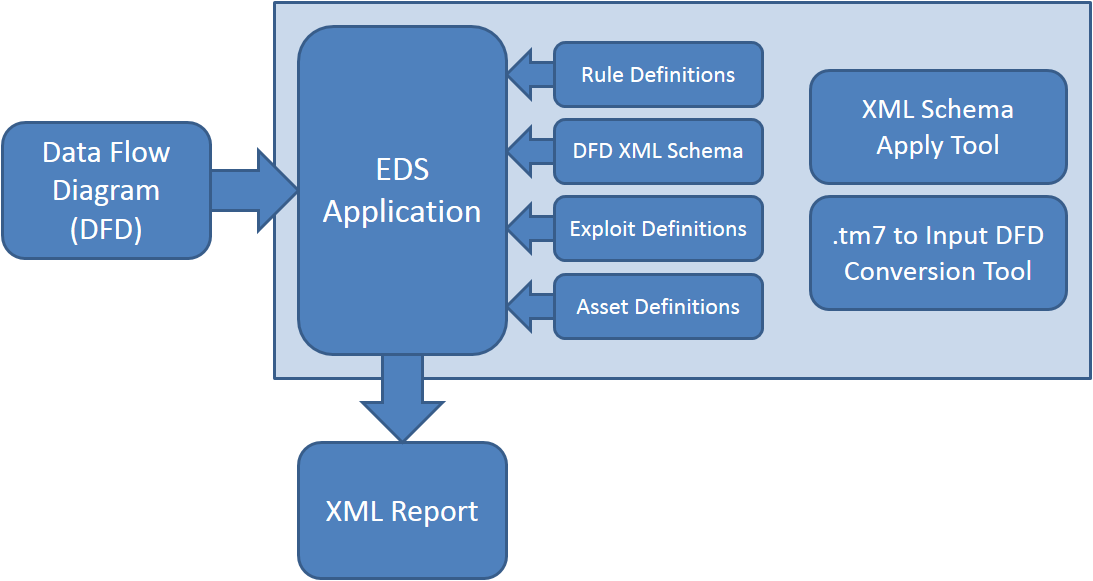 Data Flow
Diagram
(DFD)
EDS
Application
Rule Definitions
DFD XML Schema
Exploit Definitions
Asset Definitions
XML Schema
Apply Tool
.tm7 to Input DFD
Conversion Tool
XML Report